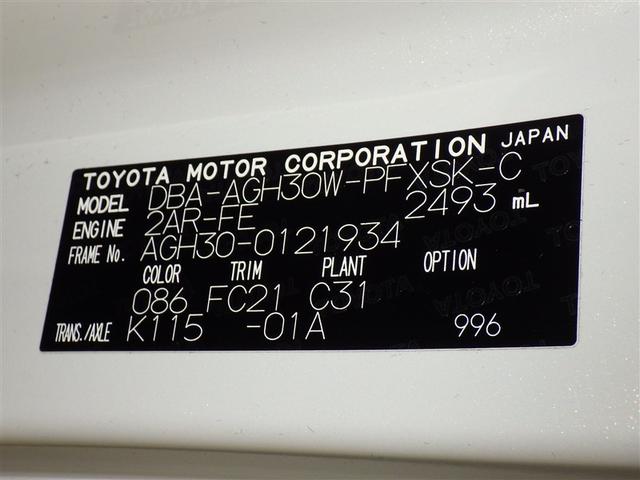 TOYOTA MOTOR CORPORATION JAPAN
MODEL DBA-AGH30W-PFXSK-C
ENGINE 2AR-FE 2493 mL
FRAME No. AGH30-0121934
COLOR TRIM PLANT OPTION
086 FC21 C31
TRANS./AXLE K115 -01A 996